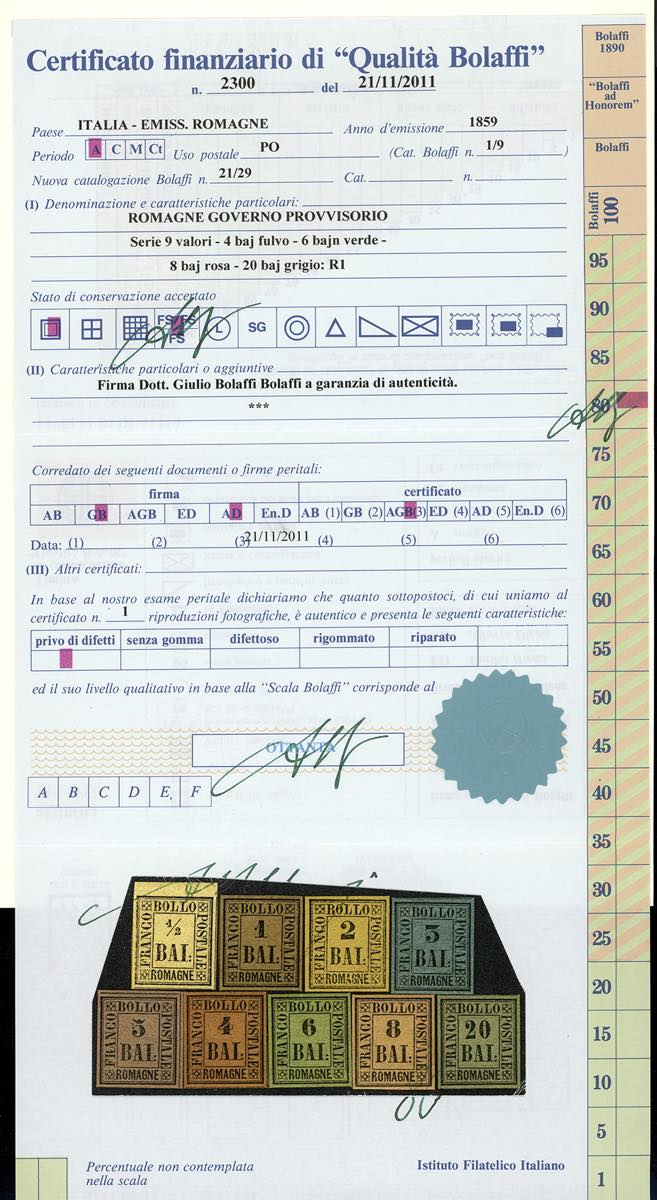 Certificato finanziario di “Qualità Bolaffi”
n. 2300 del 21/11/2011
Paese ITALIA - EMISS. ROMAGNE Anno d'emissione 1859
Periodo A C M Ct Uso postale PO (Cat. Bolaffi n. 1/9 )
Nuova catalogazione Bolaffi n. 21/29 Cat. n.
(I) Denominazione e caratteristiche particolari:
ROMAGNE GOVERNO PROVVISORIO
Serie 9 valori - 4 baj fulvo - 6 bajn verde -
8 baj rosa - 20 baj grigio: R1
Stato di conservazione accertato
FS FS FS L SG
(II) Caratteristiche particolari o aggiuntive
Firma Dott. Giulio Bolaffi Bolaffi a garanzia di autenticità.
***
Corredato dei seguenti documenti o firme peritali:
firma certificato
AB GB AGB ED AD En.D AB (1) GB (2) AGB(3) ED (4) AD (5) En.D (6)
Data: (1) (2) (3) 21/11/2011 (4) (5) (6)
(III) Altri certificati:
In base al nostro esame peritale dichiariamo che quanto sottopostoci, di cui uniamo al
certificato n. 1 riproduzioni fotografiche, è autentico e presenta le seguenti caratteristiche:
privo di difetti senza gomma difettoso rigommato riparato
ed il suo livello qualitativo in base alla “Scala Bolaffi” corrisponde al
OTTANTA
A B C D E, F
A
BOLLO FRANCO POSTALE 1/2 BAI: ROMAGNE
BOLLO FRANCO POSTALE 1 BAI: ROMAGNE
BOLLO FRANCO POSTALE 2 BAI: ROMAGNE
BOLLO FRANCO POSTALE 3 BAI: ROMAGNE
BOLLO FRANCO POSTALE 5 BAI: ROMAGNE
BOLLO FRANCO POSTALE 4 BAI: ROMAGNE
BOLLO FRANCO POSTALE 6 BAI: ROMAGNE
BOLLO FRANCO POSTALE 8 BAI: ROMAGNE
BOLLO FRANCO POSTALE 20 BAI: ROMAGNE
Percentuale non contemplata
nella scala
Istituto Filatelico Italiano
Bolaffi
1890
“Bolaffi
ad
Honorem”
Bolaffi
Bolaffi
100
95
90
85
80
75
70
65
60
55
50
45
40
35
30
25
20
15
10
5
1